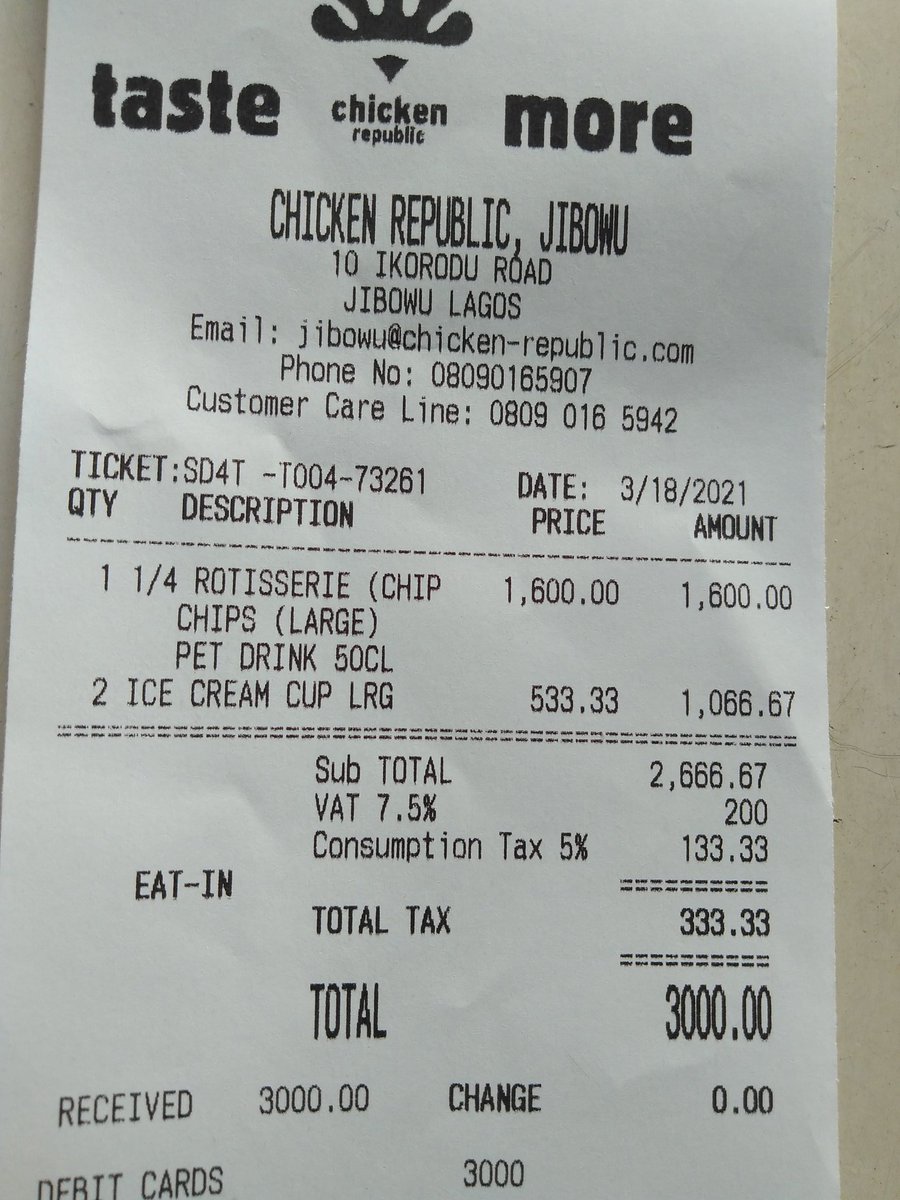 taste chicken republic more
CHICKEN REPUBLIC, JIBOWU
10 IKORODU ROAD
JIBOWU LAGOS
Email: jibowu@chicken-republic.com
Phone No: 08090165907
Customer Care Line: 0809 016 5942
TICKET:SD4T -T004-73261 DATE: 3/18/2021
QTY DESCRIPTION PRICE AMOUNT
1 1/4 ROTISSERIE (CHIP 1,600.00 1,600.00
CHIPS (LARGE)
PET DRINK 50CL
2 ICE CREAM CUP LRG 533.33 1,066.67
Sub TOTAL 2,666.67
VAT 7.5% 200
Consumption Tax 5% 133.33
EAT-IN
TOTAL TAX 333.33
TOTAL 3000.00
RECEIVED 3000.00 CHANGE 0.00
DEBIT CARDS 3000